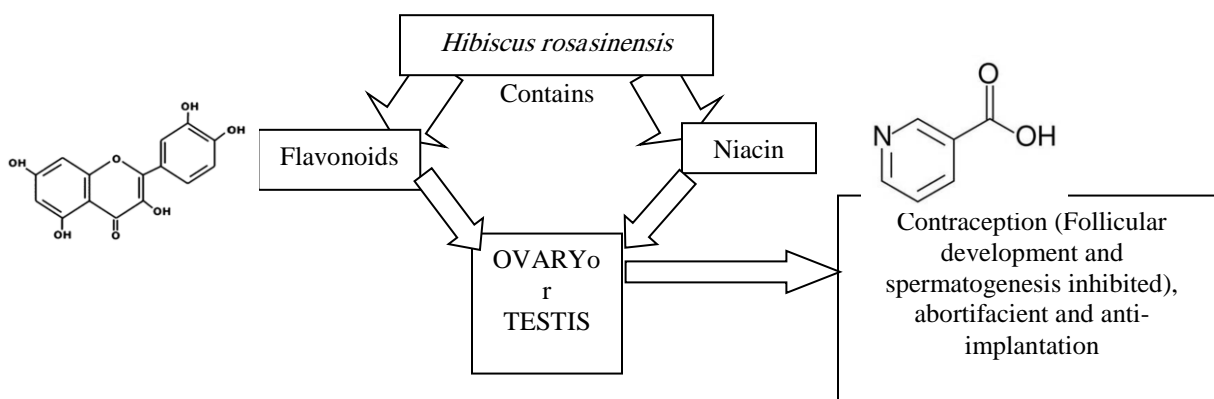 Hibiscus rosasinensis
Contains
Flavonoids
Niacin
OVARYo
r
TESTIS
Contraception (Follicular
development and
spermatogenesis inhibited),
abortifacient and anti-
implantation
OH
OH
OH
O
OH
OH
O
O
OH
N